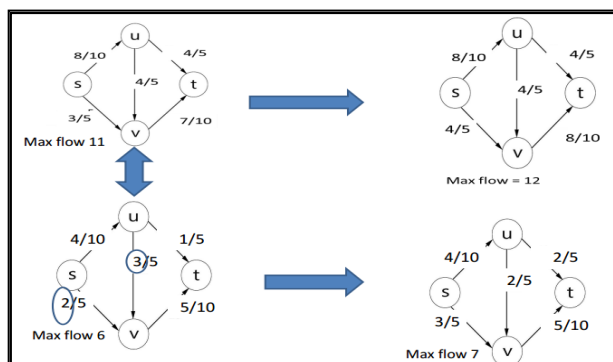 u
8/10 4/5
s 4/5 t
3/5 7/10
v
Max flow 11
u
8/10 4/5
s 4/5 t
4/5 8/10
v
Max flow = 12
u
4/10 1/5
s 3/5 t
2/5 5/10
v
Max flow 6
u
4/10 2/5
s 2/5 t
3/5 5/10
v
Max flow 7